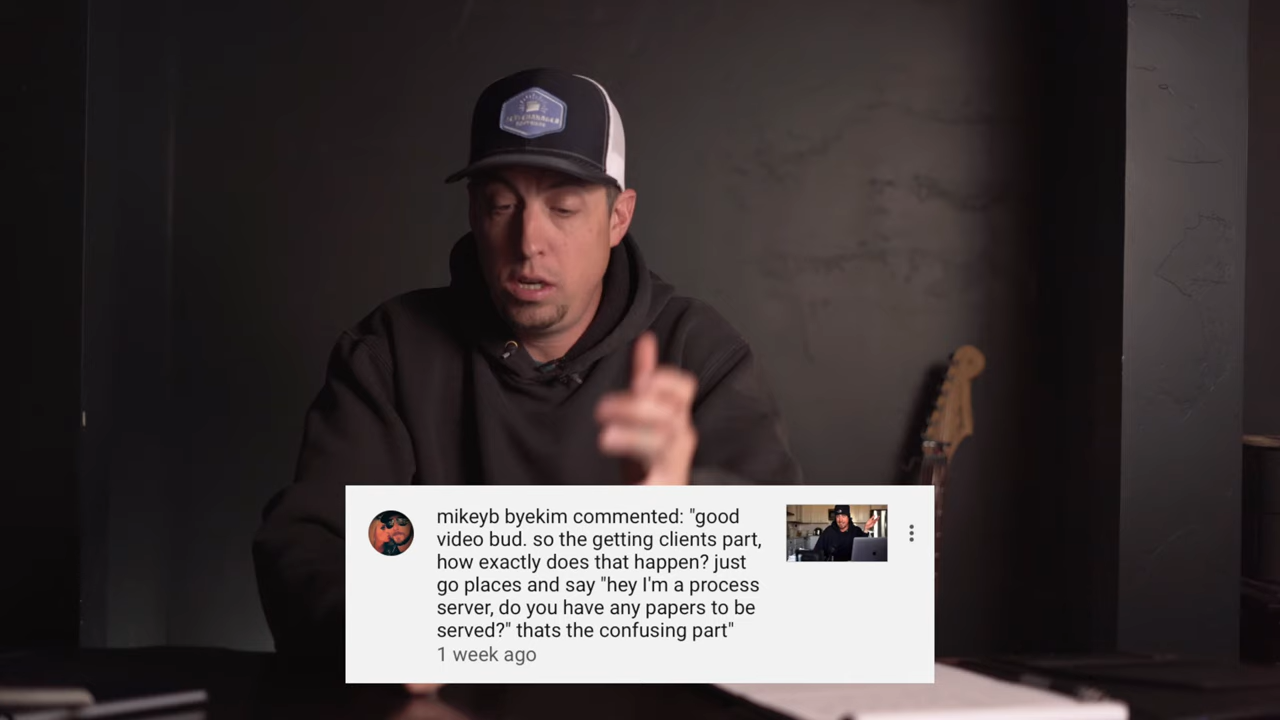 mikeyb byekim commented: "good
video bud. so the getting clients part,
how exactly does that happen? just
go places and say "hey I'm a process
server, do you have any papers to be
served?" thats the confusing part"
1 week ago